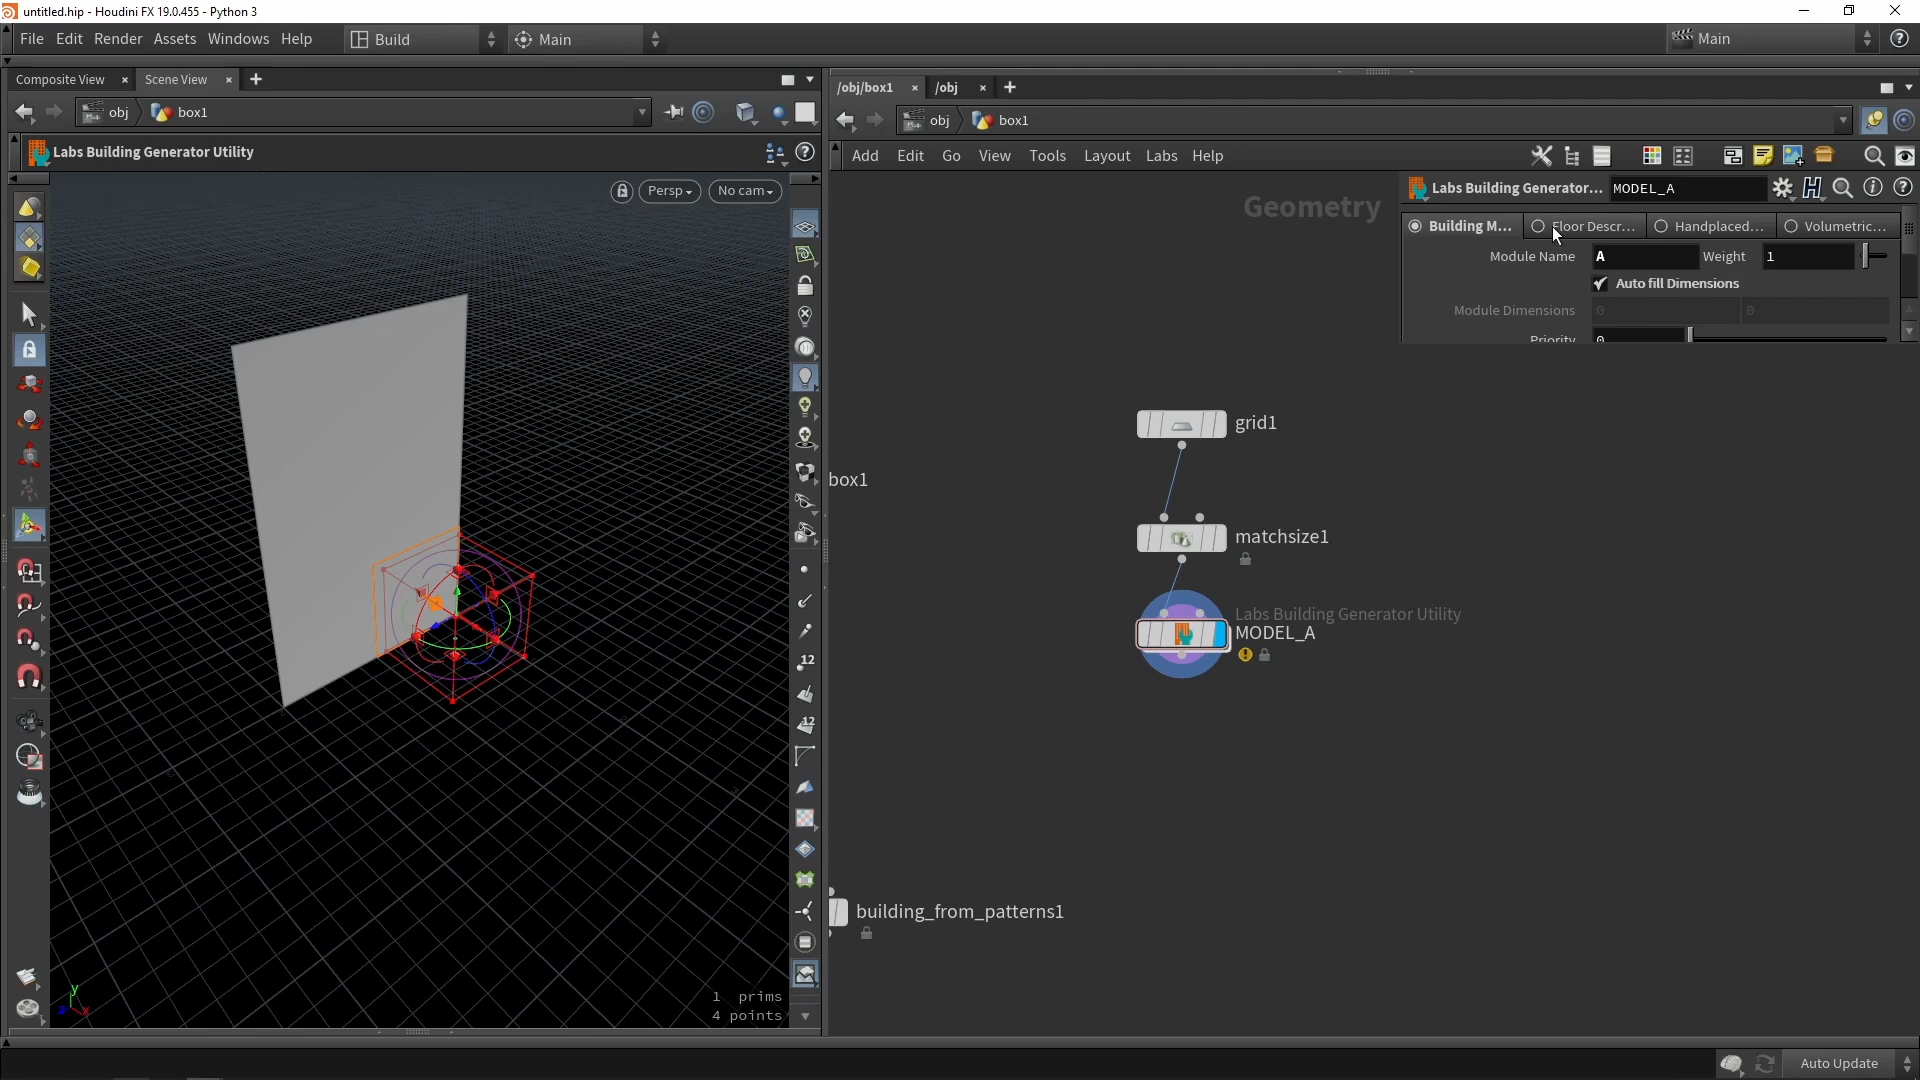 untitled.hip - Houdini FX 19.0.455 - Python 3
File Edit Render Assets Windows Help
Build
Main
Main
Composite View
Scene View
/obj/box1
/obj
obj
box1
obj
box1
Labs Building Generator Utility
Add Edit Go View Tools Layout Labs Help
Persp
No cam
Geometry
Labs Building Generator...
MODEL_A
Building M...
Floor Descr...
Handplaced...
Volumetric...
Module Name
A
Weight
1
Auto fill Dimensions
Module Dimensions
0
0
Priority
0
grid1
box1
matchsize1
Labs Building Generator Utility
MODEL_A
12
12
building_from_patterns1
1 prims
4 points
y
z
x
Auto Update